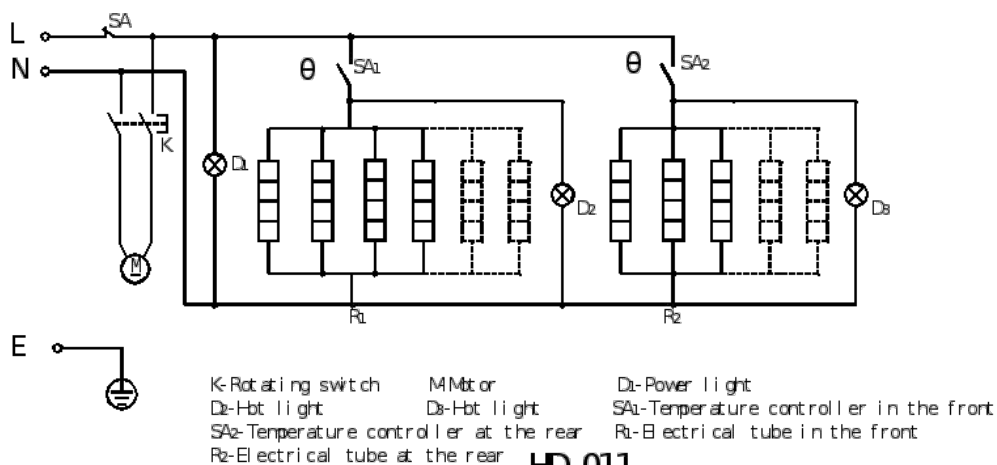 L SA
N
θ SA1 θ SA2
K
D1 D2 D3
M
R1 R2
E
K-Rotating switch M-Motor D1-Power light
D2-Hot light D3-Hot light SA1-Temperature controller in the front
SA2-Temperature controller at the rear R1-Electrical tube in the front
R2-Electrical tube at the rear HD-011